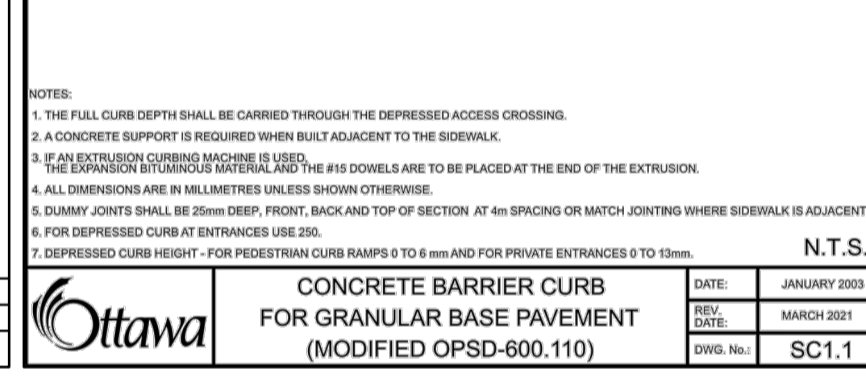 NOTES:
1. THE FULL CURB DEPTH SHALL BE CARRIED THROUGH THE DEPRESSED ACCESS CROSSING.
2. A CONCRETE SUPPORT IS REQUIRED WHEN BUILT ADJACENT TO THE SIDEWALK.
3. IF AN EXTRUSION CURBING MACHINE IS USED,
THE EXPANSION BITUMINOUS MATERIAL AND THE #15 DOWELS ARE TO BE PLACED AT THE END OF THE EXTRUSION.
4. ALL DIMENSIONS ARE IN MILLIMETRES UNLESS SHOWN OTHERWISE.
5. DUMMY JOINTS SHALL BE 25mm DEEP, FRONT, BACK AND TOP OF SECTION AT 4m SPACING OR MATCH JOINTING WHERE SIDEWALK IS ADJACENT
6. FOR DEPRESSED CURB AT ENTRANCES USE 250.
7. DEPRESSED CURB HEIGHT - FOR PEDESTRIAN CURB RAMPS 0 TO 6 mm AND FOR PRIVATE ENTRANCES 0 TO 13mm.
N.T.S.
Ottawa
CONCRETE BARRIER CURB
FOR GRANULAR BASE PAVEMENT
(MODIFIED OPSD-600.110)
DATE: JANUARY 2003
REV. DATE: MARCH 2021
DWG. No.: SC1.1